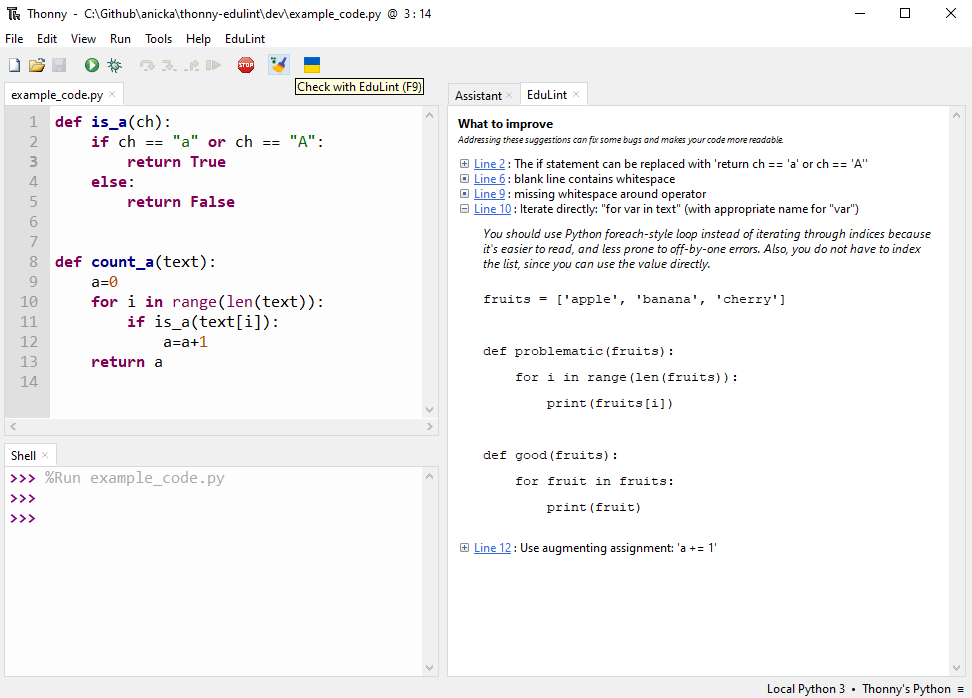 Thonny - C:\Github\anicka\thonny-edulint\dev\example_code.py @ 3:14
File Edit View Run Tools Help EduLint
STOP
Check with EduLint (F9)
example_code.py ×
1 def is_a(ch):
2     if ch == "a" or ch == "A":
3         return True
4     else:
5         return False
6
7
8 def count_a(text):
9     a=0
10     for i in range(len(text)):
11         if is_a(text[i]):
12             a=a+1
13     return a
14
Shell ×
>>> %Run example_code.py
>>>
>>>
Assistant × EduLint ×
What to improve
Addressing these suggestions can fix some bugs and makes your code more readable.
Line 2 : The if statement can be replaced with 'return ch == 'a' or ch == 'A''
Line 6 : blank line contains whitespace
Line 9 : missing whitespace around operator
Line 10 : Iterate directly: "for var in text" (with appropriate name for "var")
You should use Python foreach-style loop instead of iterating through indices because
it's easier to read, and less prone to off-by-one errors. Also, you do not have to index
the list, since you can use the value directly.
fruits = ['apple', 'banana', 'cherry']
def problematic(fruits):
    for i in range(len(fruits)):
        print(fruits[i])
def good(fruits):
    for fruit in fruits:
        print(fruit)
Line 12 : Use augmenting assignment: 'a += 1'
Local Python 3 • Thonny's Python ≡